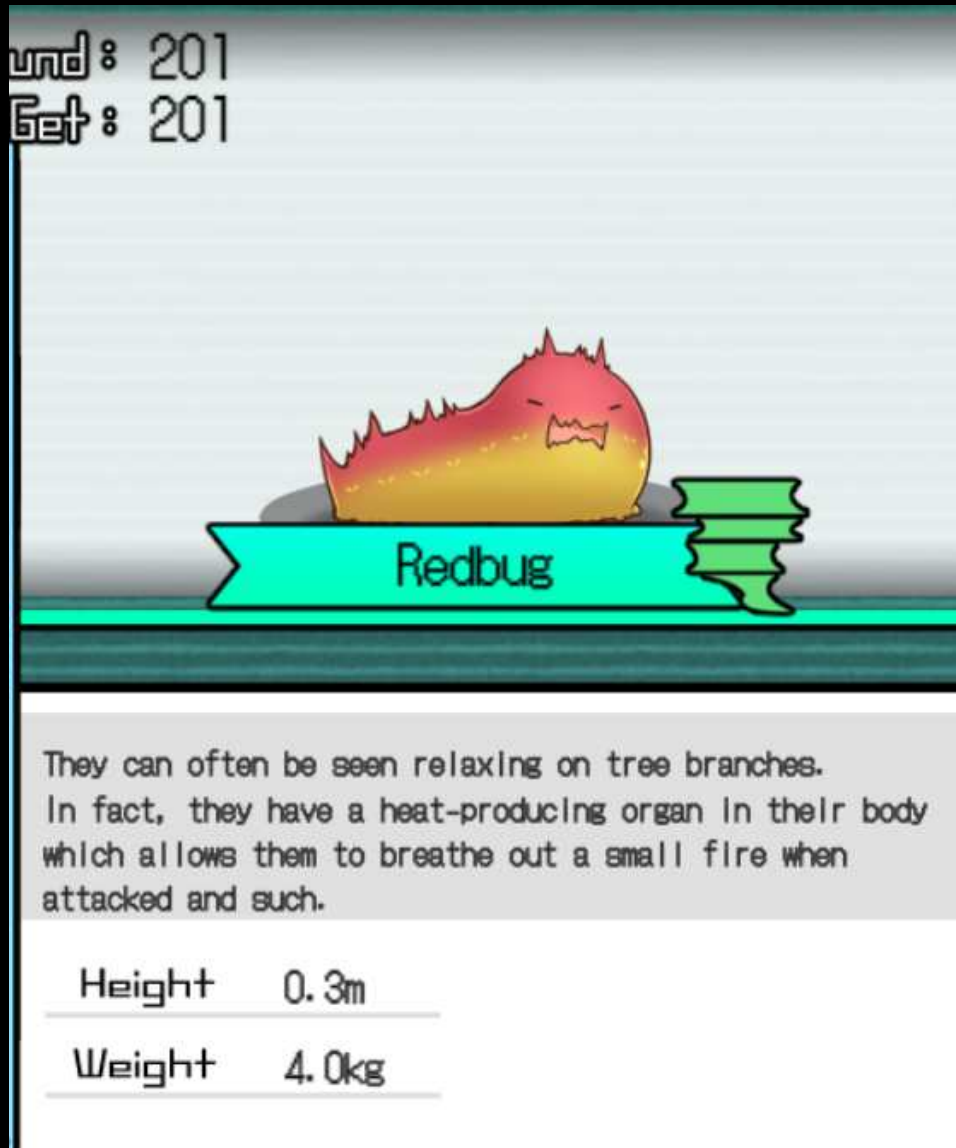 und: 201
Get: 201
Redbug
They can often be seen relaxing on tree branches.
In fact, they have a heat-producing organ in their body
which allows them to breathe out a small fire when
attacked and such.
Height 0.3m
Weight 4.0kg